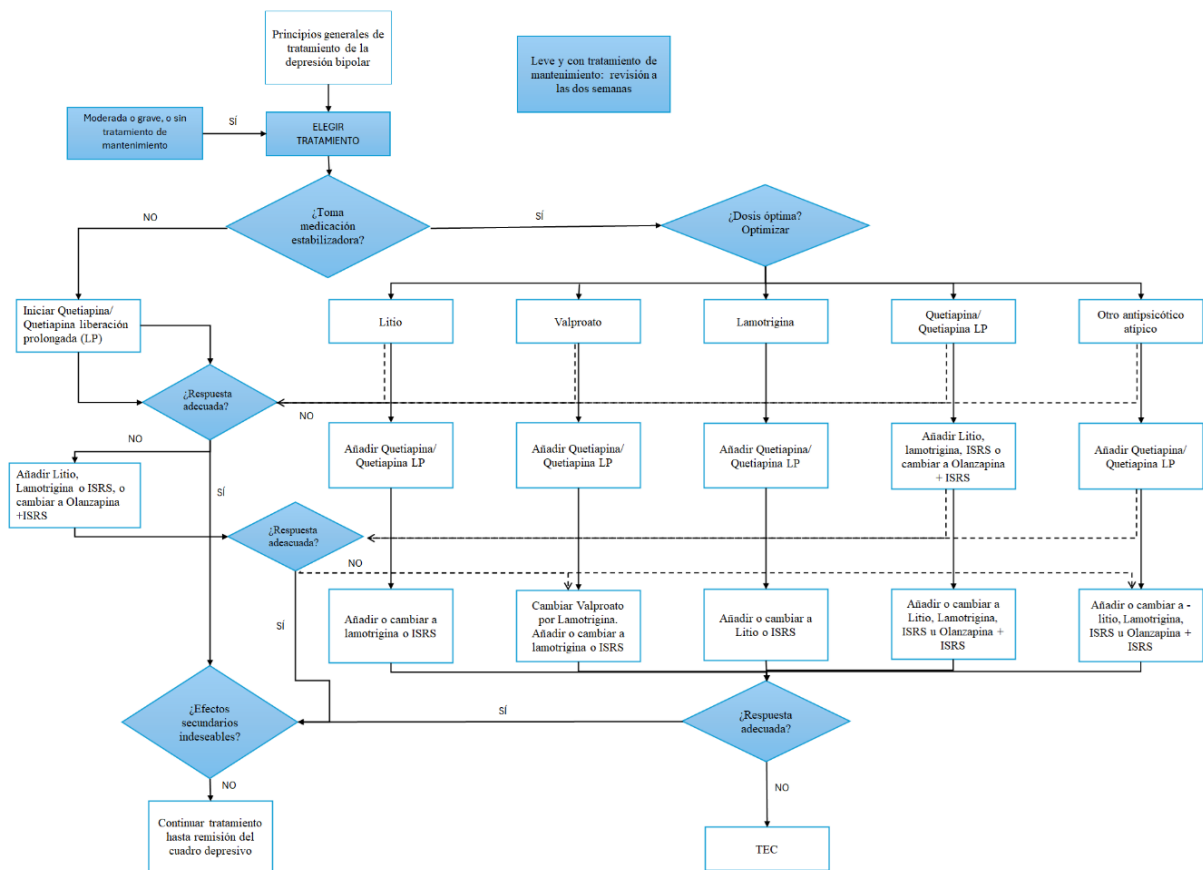 Principios generales de
tratamiento de la
depresión bipolar
Leve y con tratamiento de
mantenimiento: revisión a
las dos semanas
Moderada o grave, o sin
tratamiento de
mantenimiento
SÍ
ELEGIR
TRATAMIENTO
NO
¿Toma
medicación
estabilizadora?
SÍ
¿Dosis óptima?
Optimizar
Iniciar Quetiapina/
Quetiapina liberación
prolongada (LP)
Litio
Valproato
Lamotrigina
Quetiapina/
Quetiapina LP
Otro antipsicótico
atípico
¿Respuesta
adecuada?
NO
NO
Añadir Quetiapina/
Quetiapina LP
Añadir Quetiapina/
Quetiapina LP
Añadir Quetiapina/
Quetiapina LP
Añadir Litio,
lamotrigina, ISRS o
cambiar a Olanzapina
+ ISRS
Añadir Quetiapina/
Quetiapina LP
Añadir Litio,
Lamotrigina o ISRS, o
cambiar a Olanzapina
+ISRS
SÍ
¿Respuesta
adeacuada?
NO
SÍ
Añadir o cambiar a
lamotrigina o ISRS
Cambiar Valproato
por Lamotrigina.
Añadir o cambiar a
lamotrigina o ISRS
Añadir o cambiar a
Litio o ISRS
Añadir o cambiar a
Litio, Lamotrigina,
ISRS u Olanzapina +
ISRS
Añadir o cambiar a -
litio, Lamotrigina,
ISRS u Olanzapina +
ISRS
¿Efectos
secundarios
indeseables?
SÍ
¿Respuesta
adecuada?
NO
Continuar tratamiento
hasta remisión del
cuadro depresivo
NO
TEC